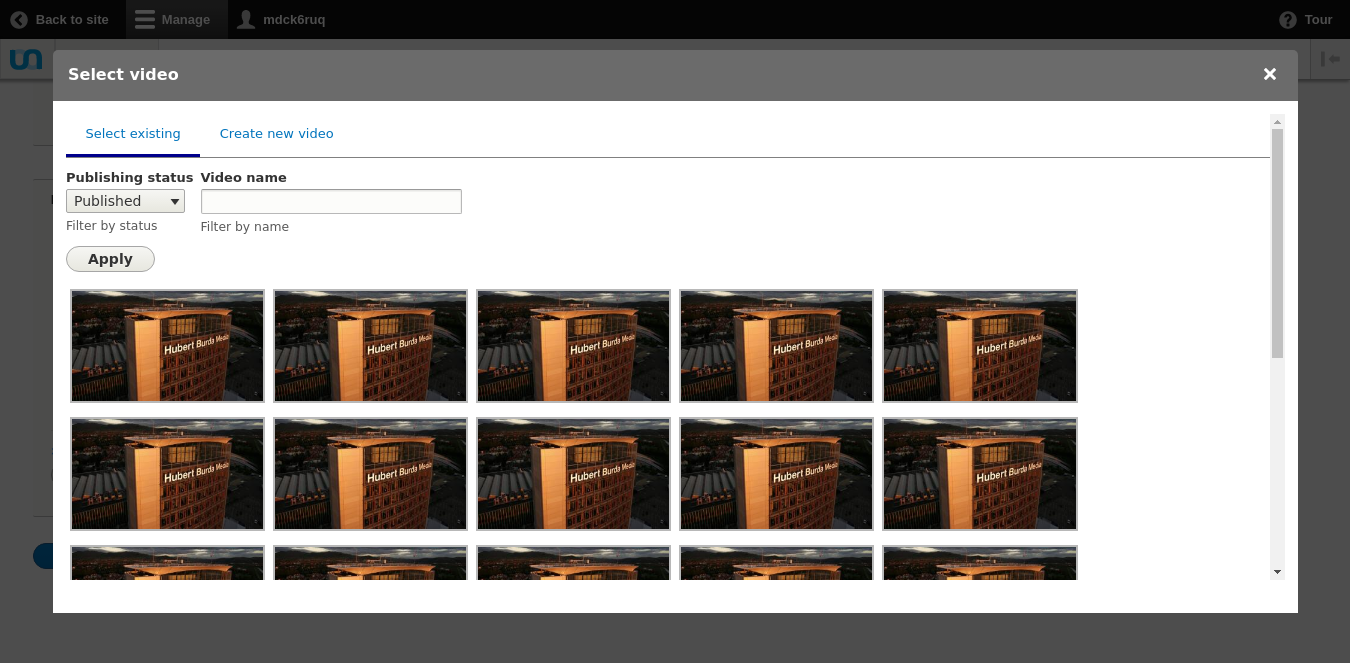 Back to site Manage mdck6ruq Tour
Select video
Select existing Create new video
Publishing status Video name
Published
Filter by status Filter by name
Apply
Hubert Burda Media Hubert Burda Media Hubert Burda Media Hubert Burda Media Hubert Burda Media
Hubert Burda Media Hubert Burda Media Hubert Burda Media Hubert Burda Media Hubert Burda Media